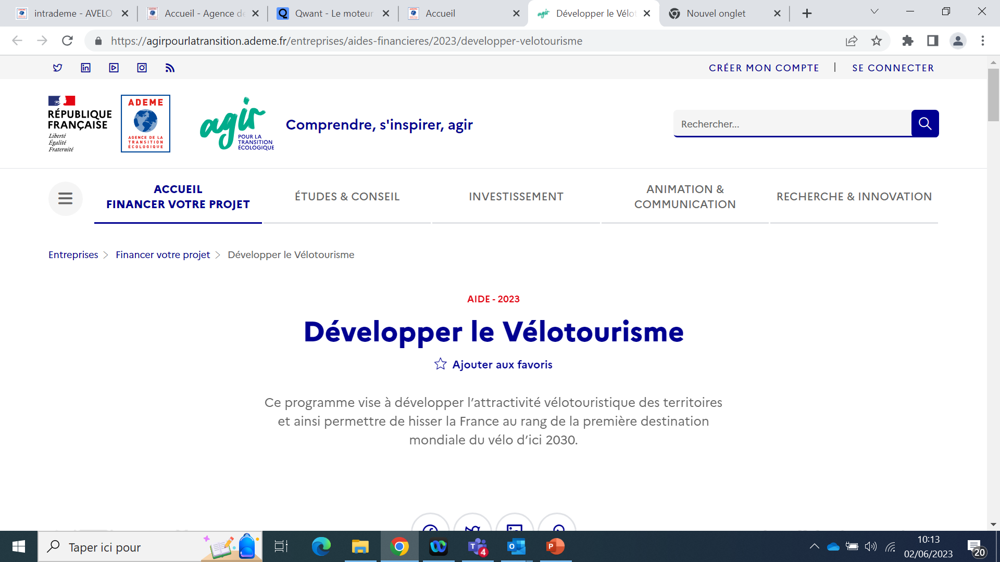 intrademe - AVELO
Accueil - Agence de
Qwant - Le moteur
Accueil
Développer le Vélot
Nouvel onglet
https://agirpourlatransition.ademe.fr/entreprises/aides-financieres/2023/developper-velotourisme
CRÉER MON COMPTE | SE CONNECTER
RÉPUBLIQUE
FRANÇAISE
Liberté
Égalité
Fraternité
ADEME
AGENCE DE LA
TRANSITION
ÉCOLOGIQUE
agir
POUR LA
TRANSITION
ÉCOLOGIQUE
Comprendre, s'inspirer, agir
Rechercher...
ACCUEIL
FINANCER VOTRE PROJET
ÉTUDES & CONSEIL
INVESTISSEMENT
ANIMATION &
COMMUNICATION
RECHERCHE & INNOVATION
Entreprises > Financer votre projet > Développer le Vélotourisme
AIDE - 2023
Développer le Vélotourisme
Ajouter aux favoris
Ce programme vise à développer l’attractivité vélotouristique des territoires
et ainsi permettre de hisser la France au rang de la première destination
mondiale du vélo d’ici 2030.
Taper ici pour
4
10:13
02/06/2023
20